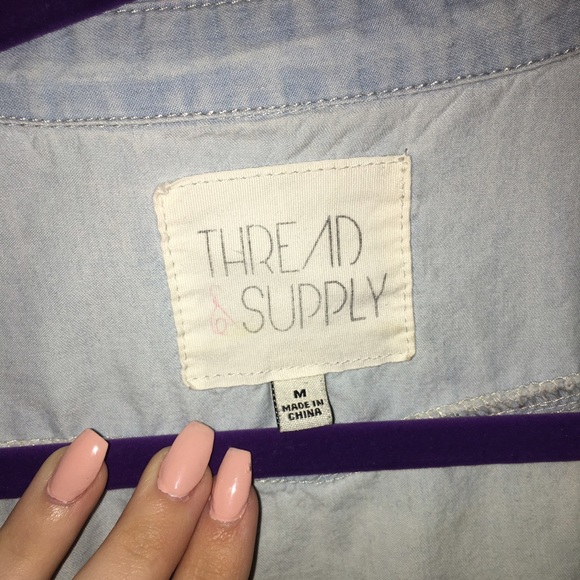 THREAD
& SUPPLY
M
MADE IN
CHINA